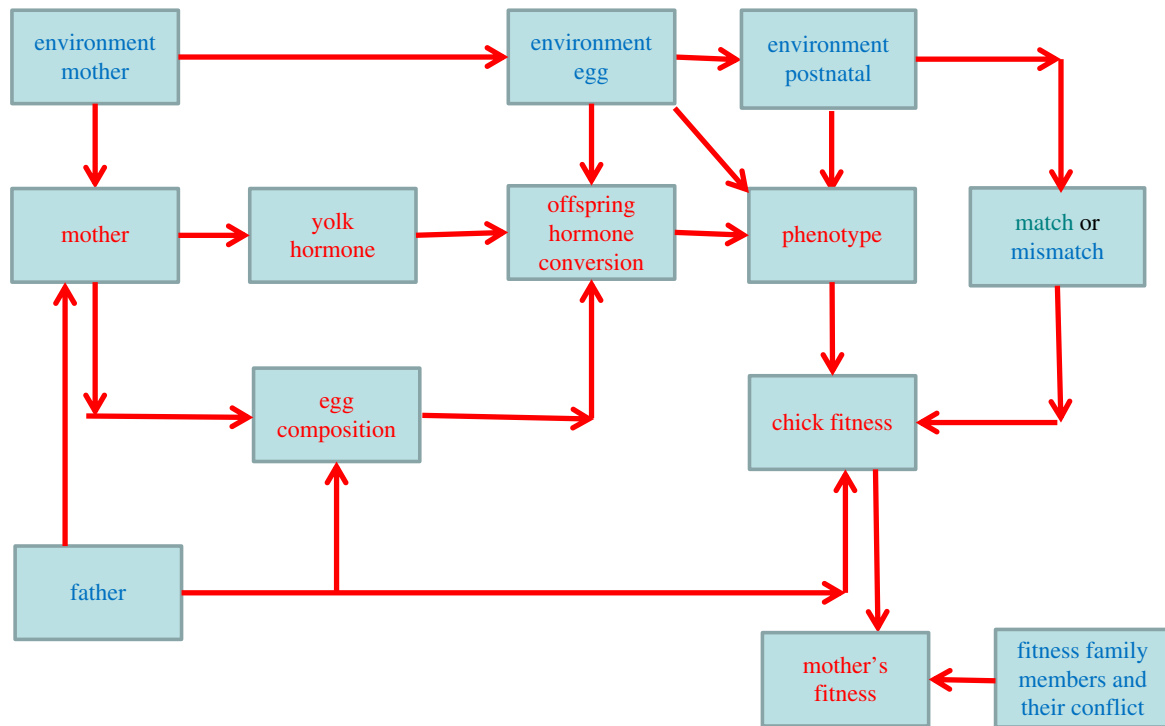 environment
mother
environment
egg
environment
postnatal
mother
yolk
hormone
offspring
hormone
conversion
phenotype
match or
mismatch
egg
composition
chick fitness
father
mother’s
fitness
fitness family
members and
their conflict